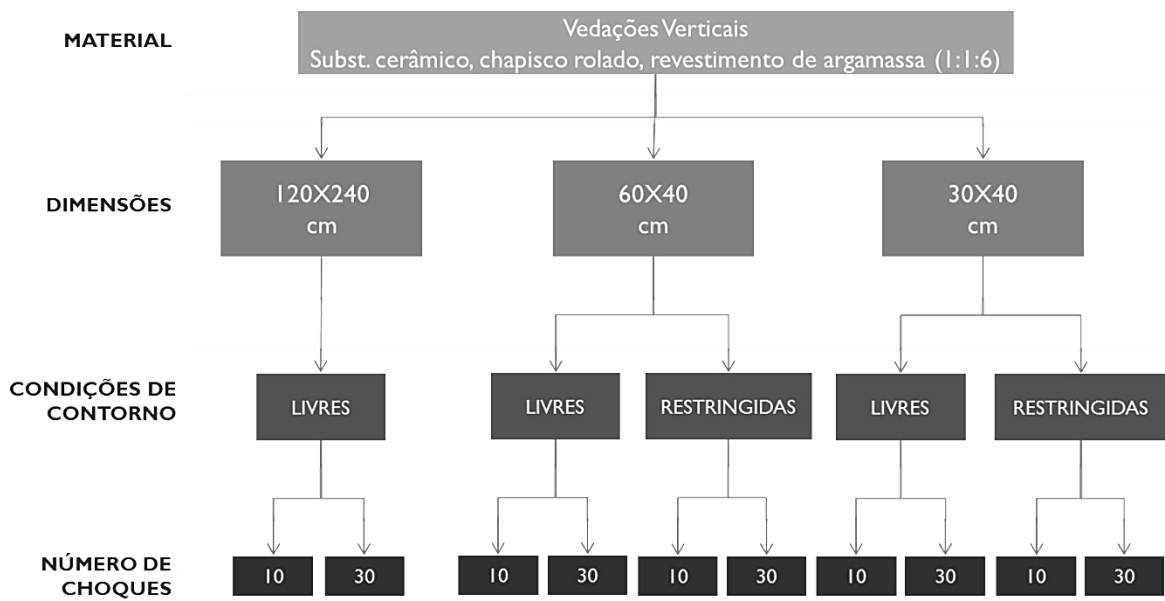 MATERIAL
Vedações Verticais
Subst. cerâmico, chapisco rolado, revestimento de argamassa (1:1:6)
DIMENSÕES
120X240
cm
60X40
cm
30X40
cm
CONDIÇÕES DE
CONTORNO
LIVRES
LIVRES
RESTRINGIDAS
LIVRES
RESTRINGIDAS
NÚMERO DE
CHOQUES
10
30
10
30
10
30
10
30
10
30